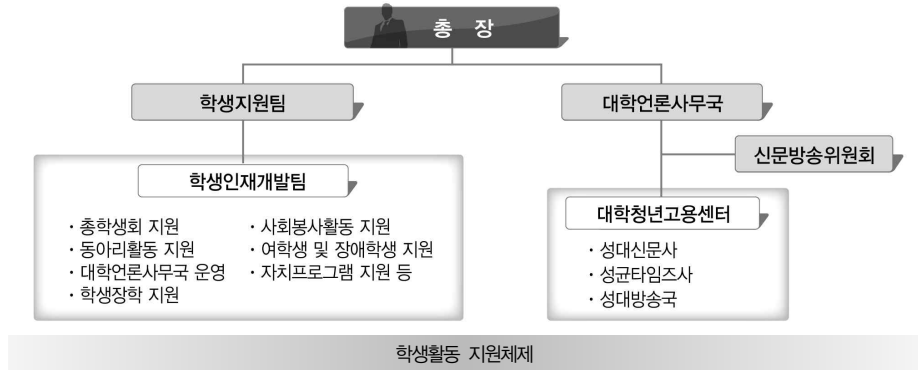 총 장
학생지원팀
대학언론사무국
신문방송위원회
학생인재개발팀
· 총학생회 지원
· 동아리활동 지원
· 대학언론사무국 운영
· 학생장학 지원
· 사회봉사활동 지원
· 여학생 및 장애학생 지원
· 자치프로그램 지원 등
대학청년고용센터
· 성대신문사
· 성균타임즈사
· 성대방송국
학생활동 지원체제